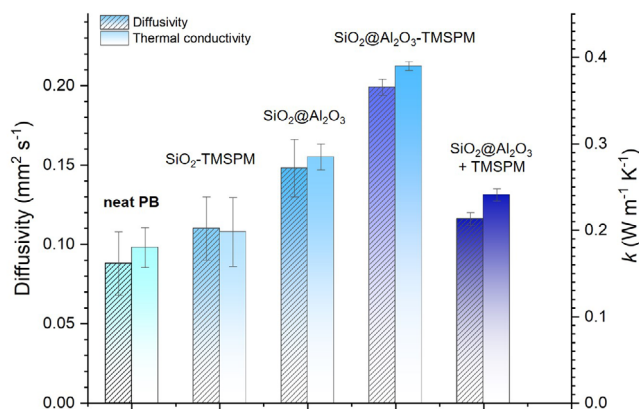 Diffusivity
Thermal conductivity
SiO₂@Al₂O₃-TMSPM
SiO₂@Al₂O₃
SiO₂-TMSPM
SiO₂@Al₂O₃
+ TMSPM
neat PB
Diffusivity (mm² s⁻¹)
0.20
0.15
0.10
0.05
0.00
k (W m⁻¹ K⁻¹)
0.4
0.3
0.2
0.1
0.0